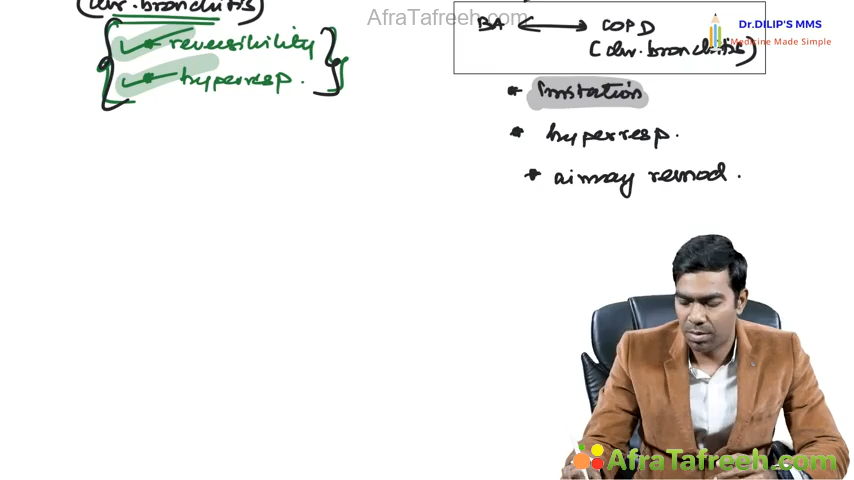 AfraTafreeh.com
(chr. bronchitis)
reversibility
hyperresp.
BA ⟷ COPD
(chr. bronchitis)
Dr.DILIP'S MMS
Medicine Made Simple
* hyperresp.
* airway remod.
AfraTafreeh.com